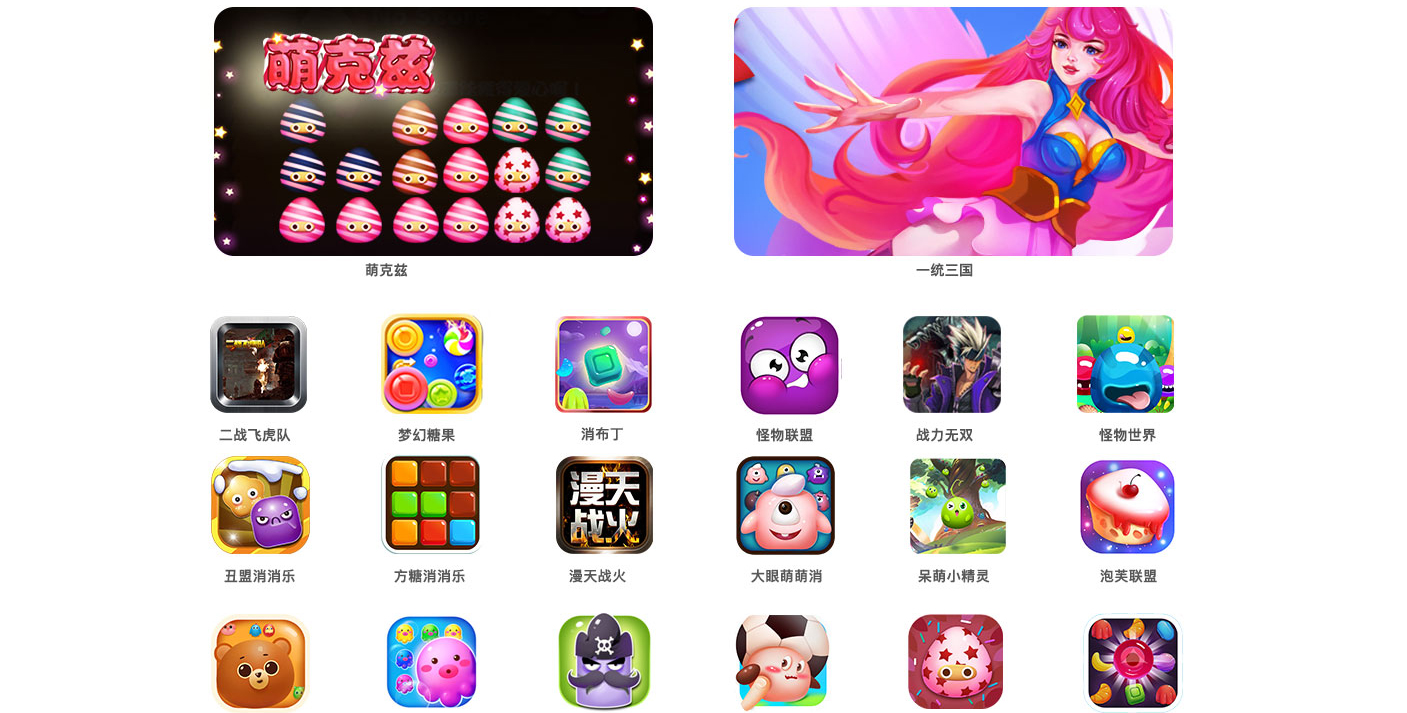 萌克兹
萌克兹
一统三国
二战飞虎队
梦幻糖果
消布丁
怪物联盟
战力无双
怪物世界
漫天
战火
丑盟消消乐
方糖消消乐
漫天战火
大眼萌萌消
呆萌小精灵
泡芙联盟